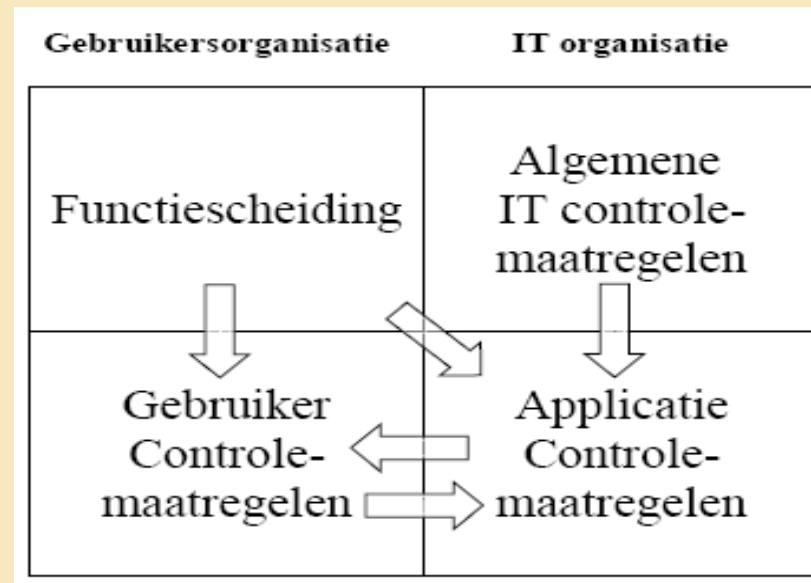 Gebruikersorganisatie
IT organisatie
Functiescheiding
Algemene
IT controle-
maatregelen
Gebruiker
Controle-
maatregelen
Applicatie
Controle-
maatregelen